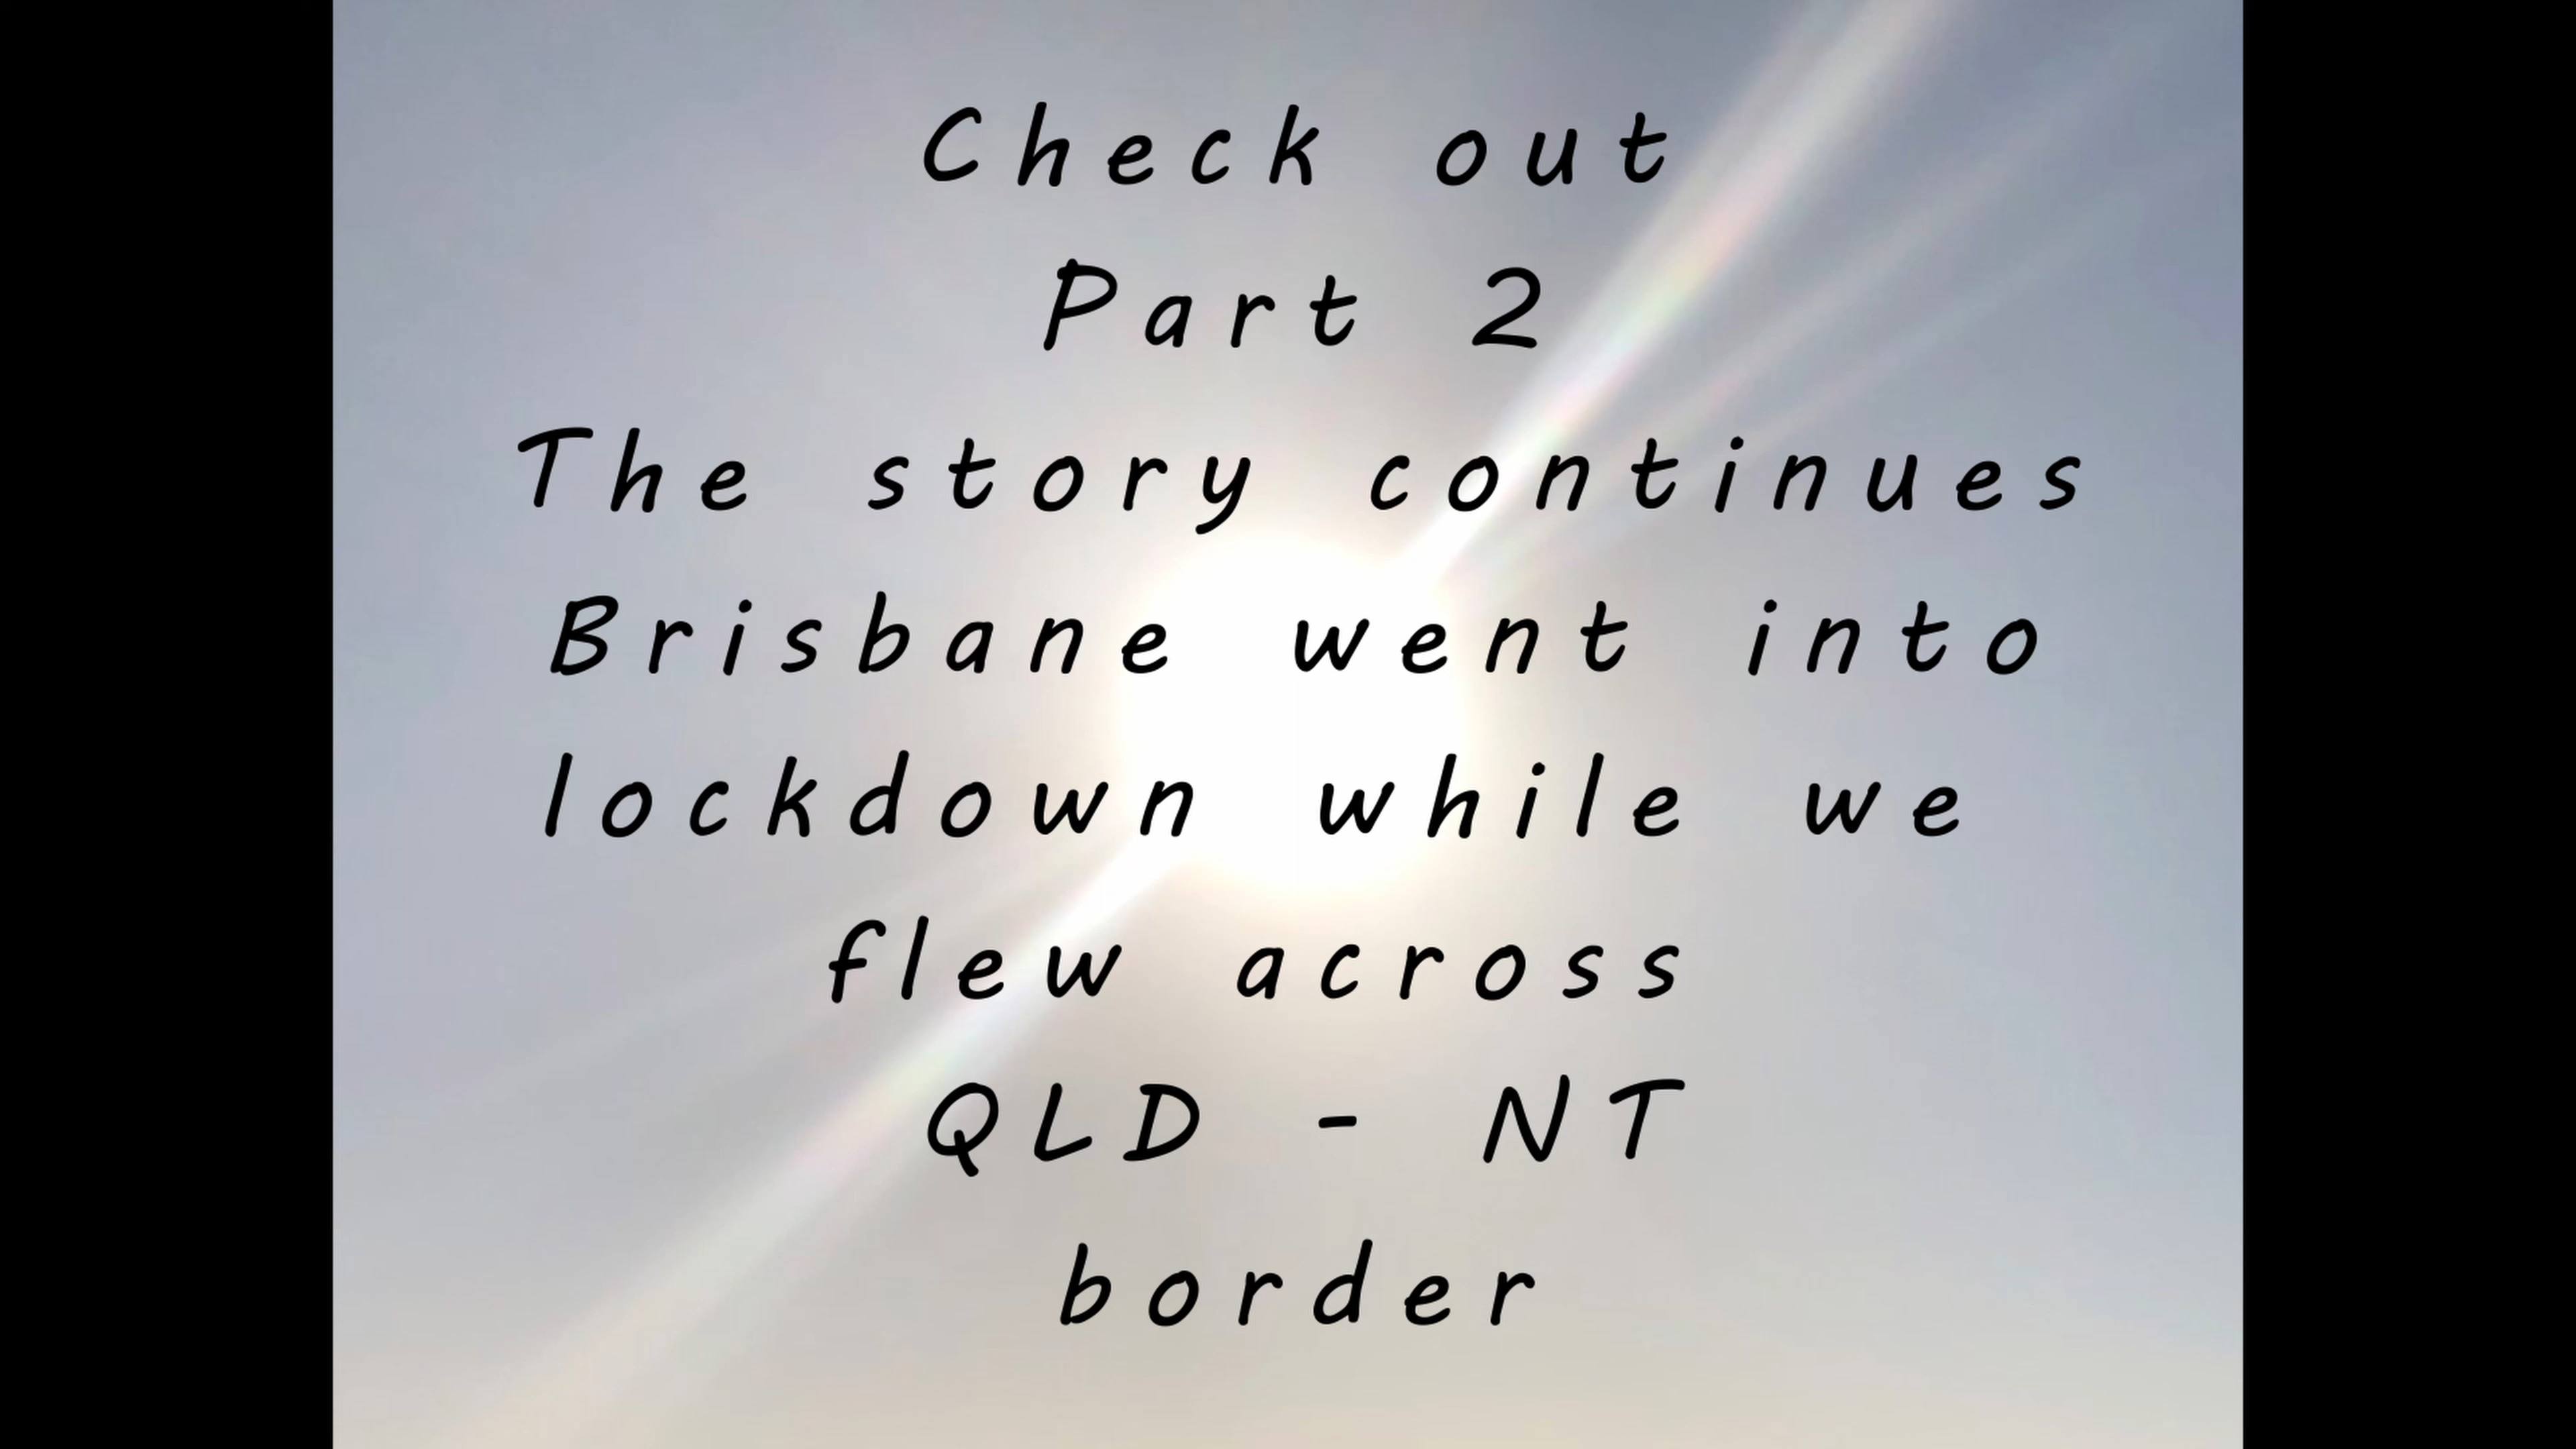 Check out
Part 2
The story continues
Brisbane went into
lockdown while we
flew across
QLD - NT
border